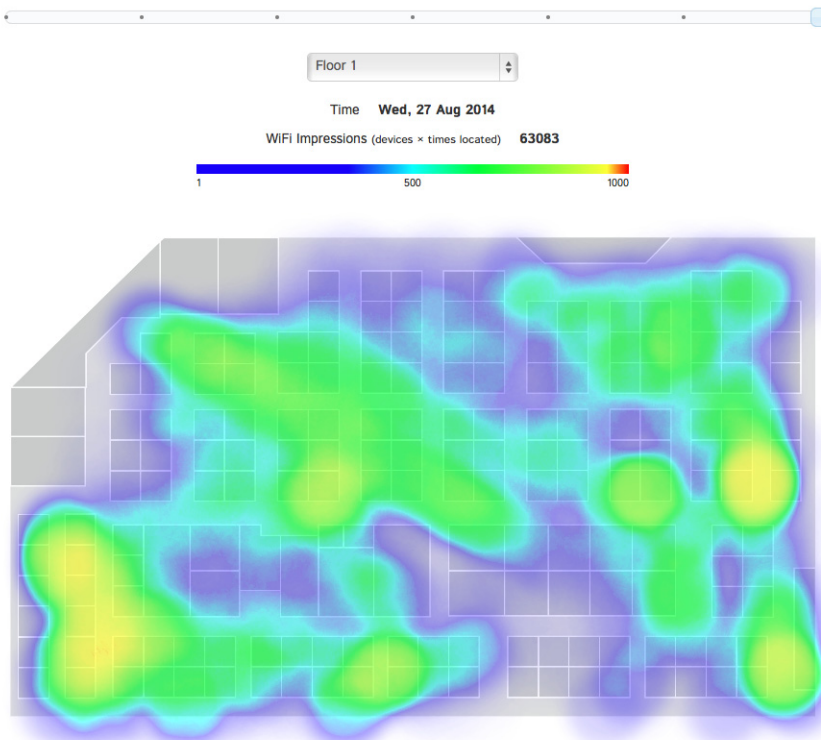 Floor 1
Time Wed, 27 Aug 2014
WiFi Impressions (devices × times located) 63083
1 500 1000